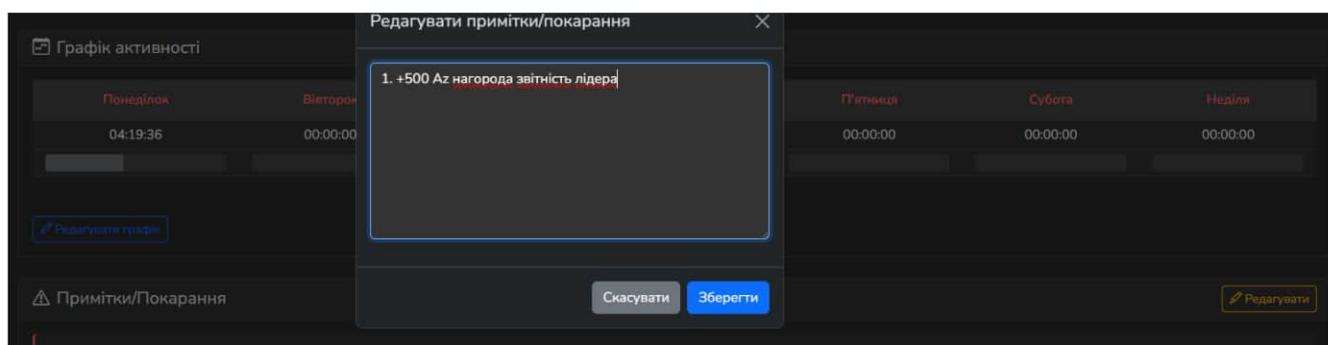 Редагувати примітки/покарання
Графік активності
1. +500 Az нагорода звітність лідера
Понеділок Вівторок П'ятниця Субота Неділя
04:19:36 00:00:00 00:00:00 00:00:00 00:00:00
Редагувати графік
Скасувати Зберегти
Примітки/Покарання Редагувати